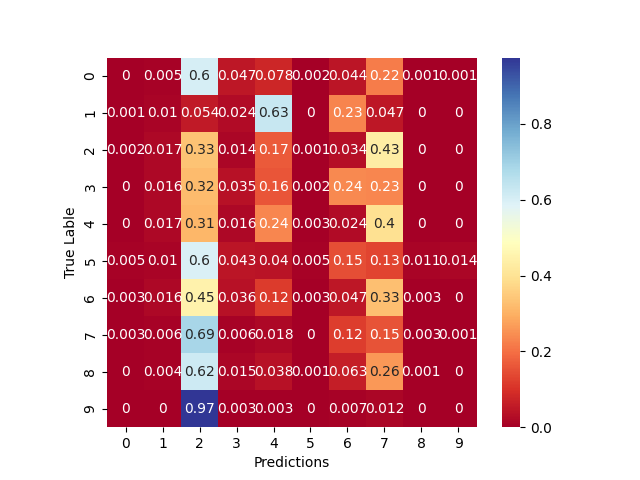 0 0 0.005 0.6 0.047 0.078 0.002 0.044 0.22 0.001 0.001
1 0.001 0.01 0.054 0.024 0.63 0 0.23 0.047 0 0
2 0.002 0.017 0.33 0.014 0.17 0.001 0.034 0.43 0 0
3 0 0.016 0.32 0.035 0.16 0.002 0.24 0.23 0 0
4 0 0.017 0.31 0.016 0.24 0.003 0.024 0.4 0 0
5 0.005 0.01 0.6 0.043 0.04 0.005 0.15 0.13 0.011 0.014
6 0.003 0.016 0.45 0.036 0.12 0.003 0.047 0.33 0.003 0
7 0.003 0.006 0.69 0.006 0.018 0 0.12 0.15 0.003 0.001
8 0 0.004 0.62 0.015 0.038 0.001 0.063 0.26 0.001 0
9 0 0 0.97 0.003 0.003 0 0.007 0.012 0 0
0 1 2 3 4 5 6 7 8 9
Predictions
True Lable
0.8
0.6
0.4
0.2
0.0